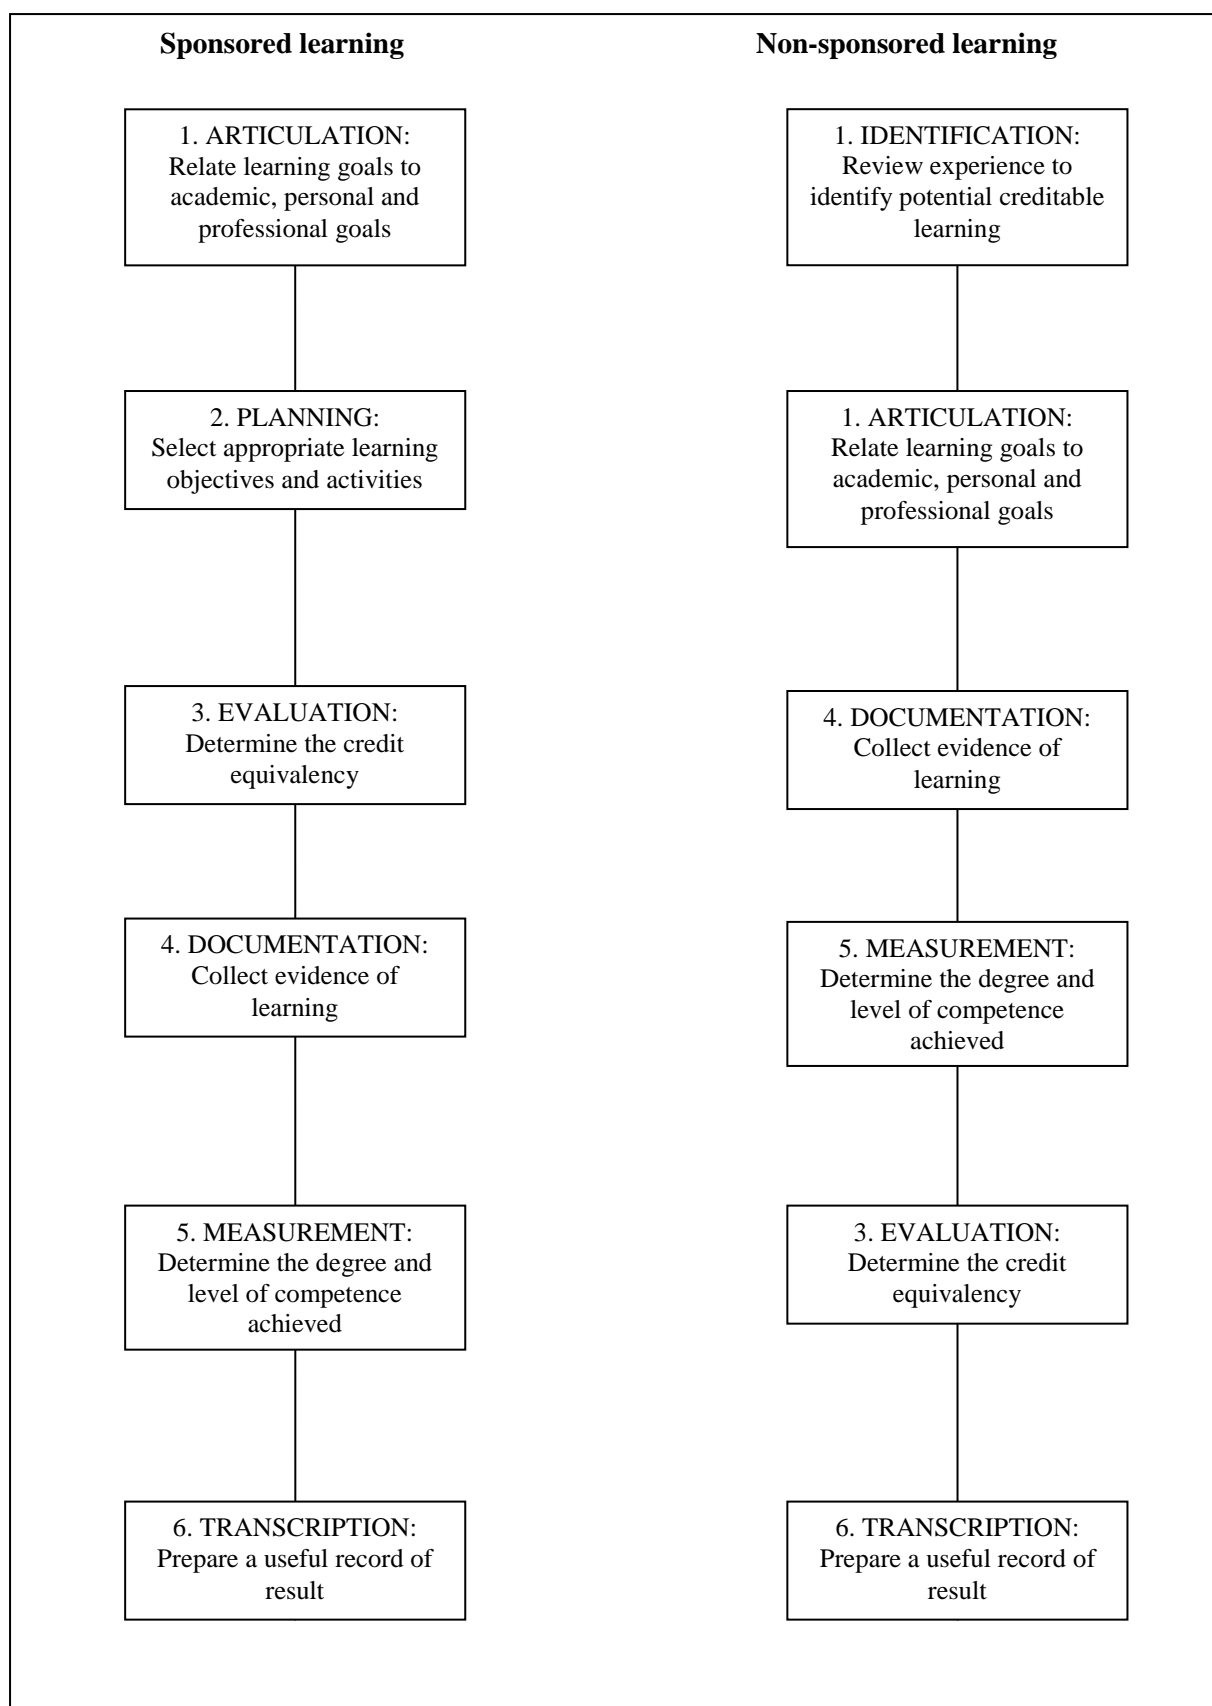 Sponsored learning
1. ARTICULATION:
Relate learning goals to
academic, personal and
professional goals
2. PLANNING:
Select appropriate learning
objectives and activities
3. EVALUATION:
Determine the credit
equivalency
4. DOCUMENTATION:
Collect evidence of
learning
5. MEASUREMENT:
Determine the degree and
level of competence
achieved
6. TRANSCRIPTION:
Prepare a useful record of
result
Non-sponsored learning
1. IDENTIFICATION:
Review experience to
identify potential creditable
learning
1. ARTICULATION:
Relate learning goals to
academic, personal and
professional goals
4. DOCUMENTATION:
Collect evidence of
learning
5. MEASUREMENT:
Determine the degree and
level of competence
achieved
3. EVALUATION:
Determine the credit
equivalency
6. TRANSCRIPTION:
Prepare a useful record of
result